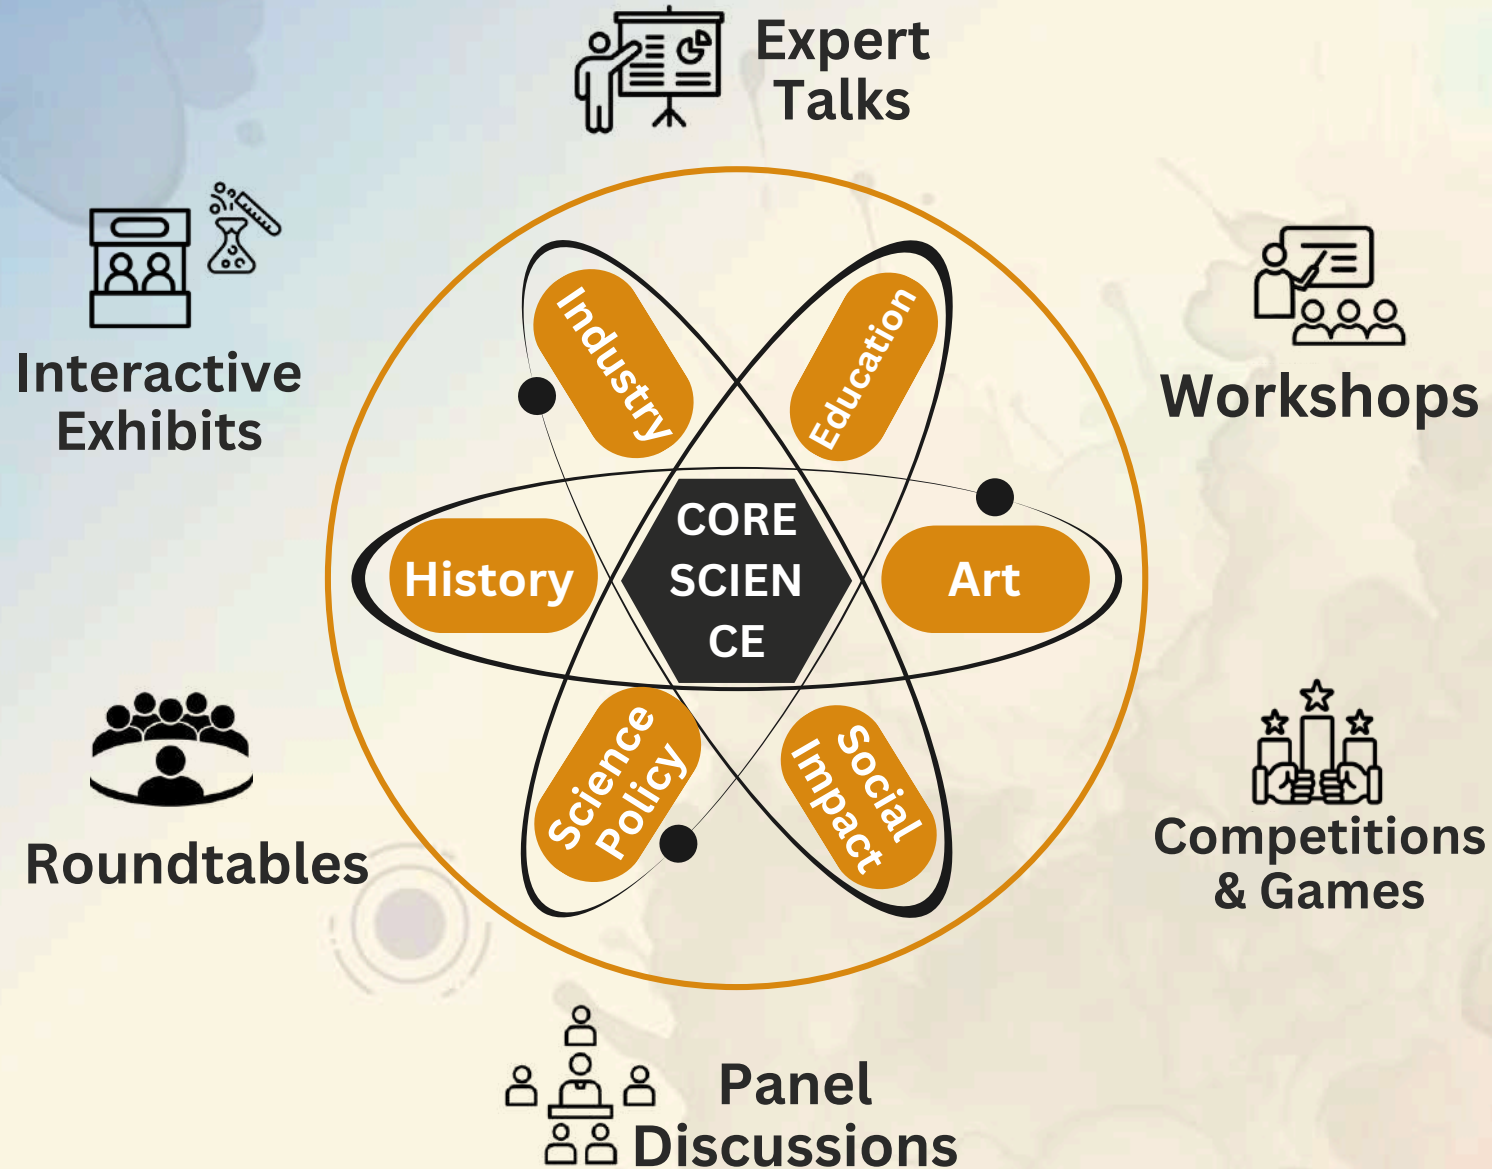 Expert
Talks
Interactive
Exhibits
Workshops
Industry
Education
CORE
SCIEN
CE
History
Art
Science
Policy
Social
Impact
Roundtables
Competitions
& Games
Panel
Discussions